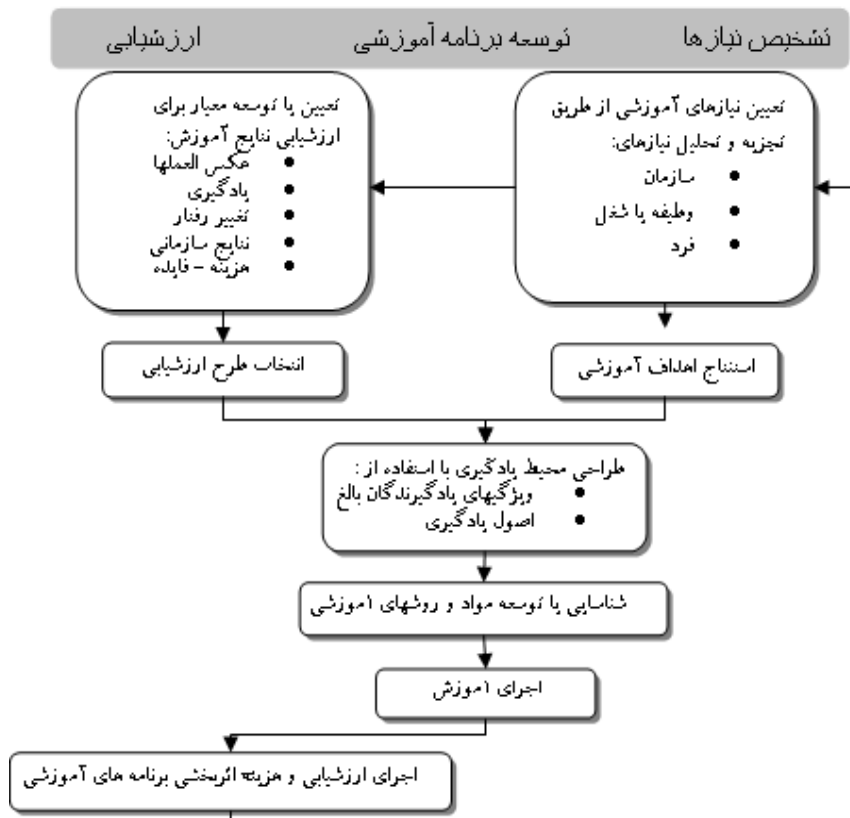 تشخیص نیازها
توسعه برنامه آموزشی
ارزشیابی
تعیین نیازهای آموزشی از طریق
تجزیه و تحلیل نیازهای:
● سازمان
● وظیفه یا شغل
● فرد
تعیین یا توسعه معیار برای
ارزشیابی نتایج آموزش:
● عکس العملها
● یادگیری
● تغییر رفتار
● نتایج سازمانی
● هزینه - فایده
استنتاج اهداف آموزشی
انتخاب طرح ارزشیابی
طراحی محیط یادگیری با استفاده از :
● ویژگیهای یادگیرندگان بالغ
● اصول یادگیری
شناسایی یا توسعه مواد و روشهای آموزشی
اجرای آموزش
اجرای ارزشیابی و هزینه اثربخشی برنامه های آموزشی